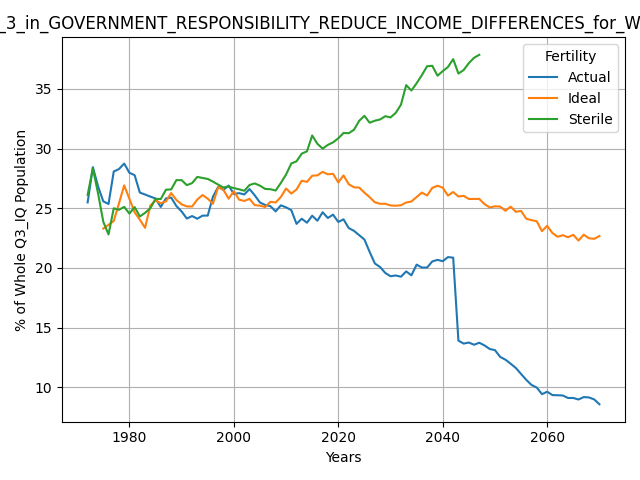 _3_in_GOVERNMENT_RESPONSIBILITY_REDUCE_INCOME_DIFFERENCES_for_W
Fertility
Actual
Ideal
Sterile
% of Whole Q3_IQ Population
35
30
25
20
15
10
1980
2000
2020
2040
2060
Years